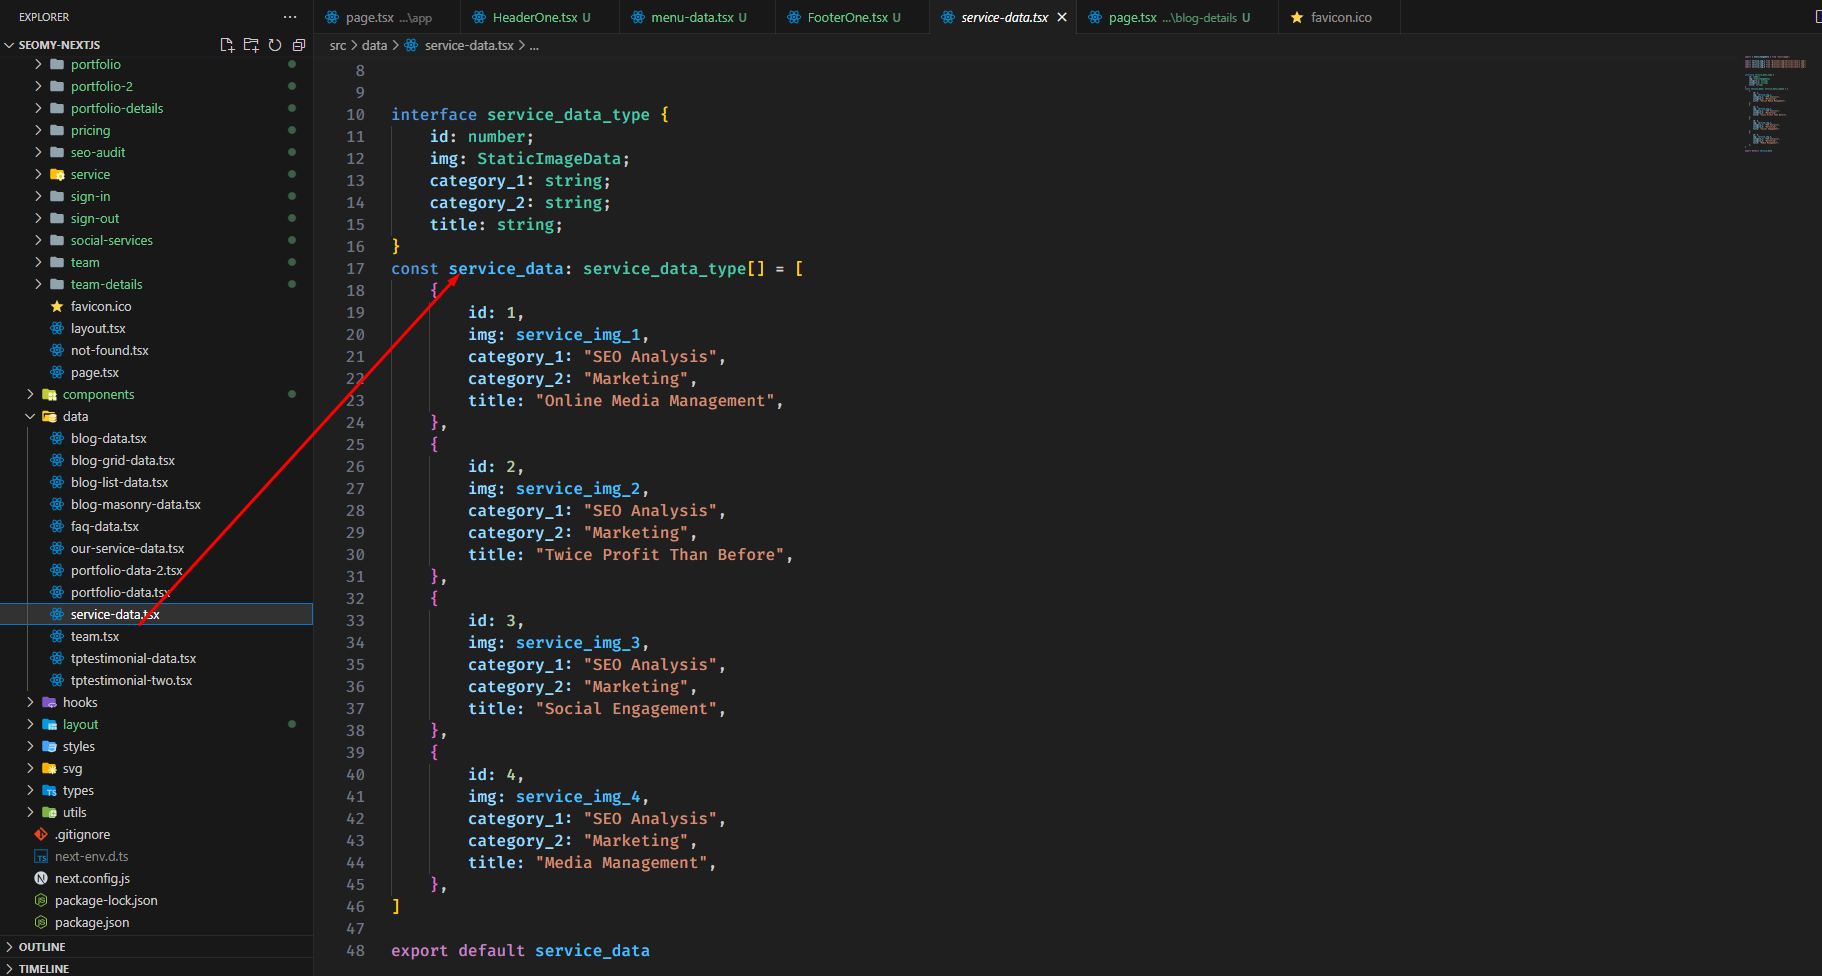 EXPLORER
SEOMY-NEXTJS
portfolio
portfolio-2
portfolio-details
pricing
seo-audit
service
sign-in
sign-out
social-services
team
team-details
favicon.ico
layout.tsx
not-found.tsx
page.tsx
components
data
blog-data.tsx
blog-grid-data.tsx
blog-list-data.tsx
blog-masonry-data.tsx
faq-data.tsx
our-service-data.tsx
portfolio-data-2.tsx
portfolio-data.tsx
service-data.tsx
team.tsx
tptestimonial-data.tsx
tptestimonial-two.tsx
hooks
layout
styles
svg
types
utils
.gitignore
next-env.d.ts
next.config.js
package-lock.json
package.json
OUTLINE
TIMELINE
page.tsx ...\app HeaderOne.tsx U menu-data.tsx U FooterOne.tsx U service-data.tsx page.tsx ...\blog-details U favicon.ico
src > data > service-data.tsx > ...
8
9
10 interface service_data_type {
11 id: number;
12 img: StaticImageData;
13 category_1: string;
14 category_2: string;
15 title: string;
16 }
17 const service_data: service_data_type[] = [
18 {
19 id: 1,
20 img: service_img_1,
21 category_1: "SEO Analysis",
22 category_2: "Marketing",
23 title: "Online Media Management",
24 },
25 {
26 id: 2,
27 img: service_img_2,
28 category_1: "SEO Analysis",
29 category_2: "Marketing",
30 title: "Twice Profit Than Before",
31 },
32 {
33 id: 3,
34 img: service_img_3,
35 category_1: "SEO Analysis",
36 category_2: "Marketing",
37 title: "Social Engagement",
38 },
39 {
40 id: 4,
41 img: service_img_4,
42 category_1: "SEO Analysis",
43 category_2: "Marketing",
44 title: "Media Management",
45 },
46 ]
47
48 export default service_data